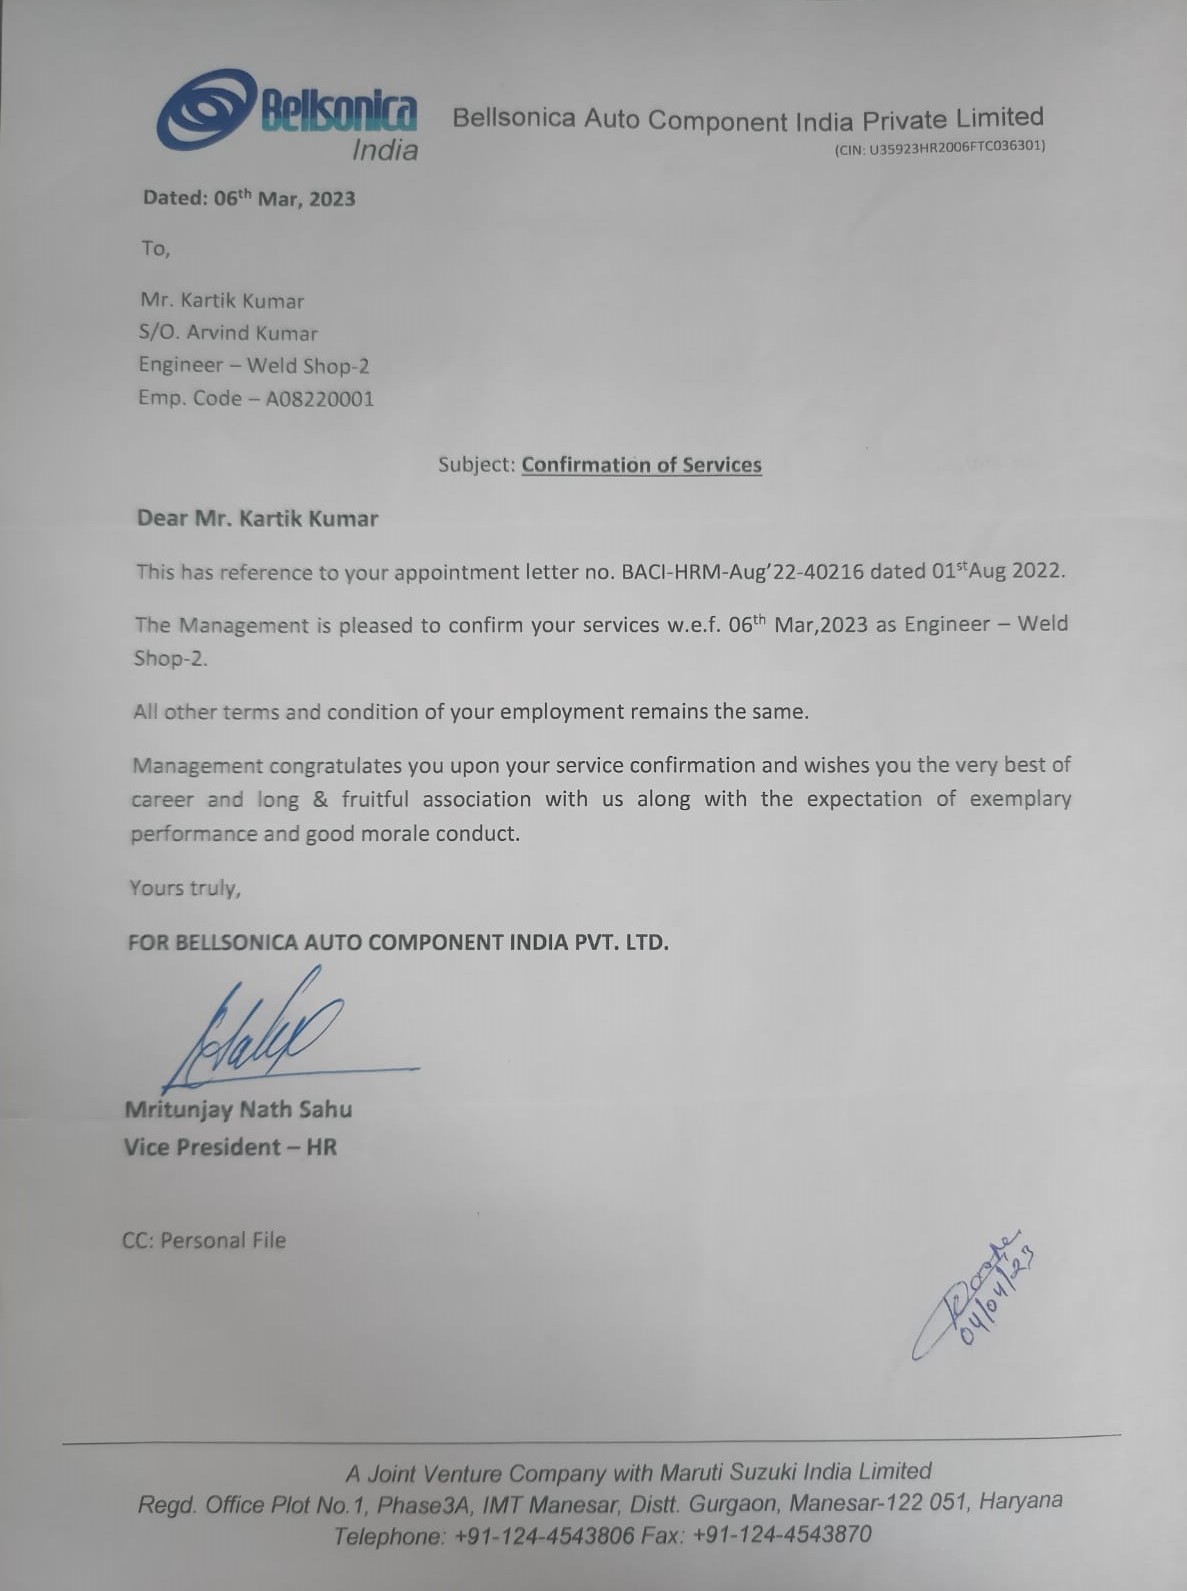 Bellsonica
India
Bellsonica Auto Component India Private Limited
(CIN: U35923HR2006FTC036301)
Dated: 06th Mar, 2023
To,
Mr. Kartik Kumar
S/O. Arvind Kumar
Engineer – Weld Shop-2
Emp. Code – A08220001
Subject: Confirmation of Services
Dear Mr. Kartik Kumar
This has reference to your appointment letter no. BACI-HRM-Aug'22-40216 dated 01stAug 2022.
The Management is pleased to confirm your services w.e.f. 06th Mar,2023 as Engineer – Weld
Shop-2.
All other terms and condition of your employment remains the same.
Management congratulates you upon your service confirmation and wishes you the very best of
career and long & fruitful association with us along with the expectation of exemplary
performance and good morale conduct.
Yours truly,
FOR BELLSONICA AUTO COMPONENT INDIA PVT. LTD.
Mritunjay Nath Sahu
Vice President – HR
CC: Personal File
04/04/23
A Joint Venture Company with Maruti Suzuki India Limited
Regd. Office Plot No.1, Phase3A, IMT Manesar, Distt. Gurgaon, Manesar-122 051, Haryana
Telephone: +91-124-4543806 Fax: +91-124-4543870